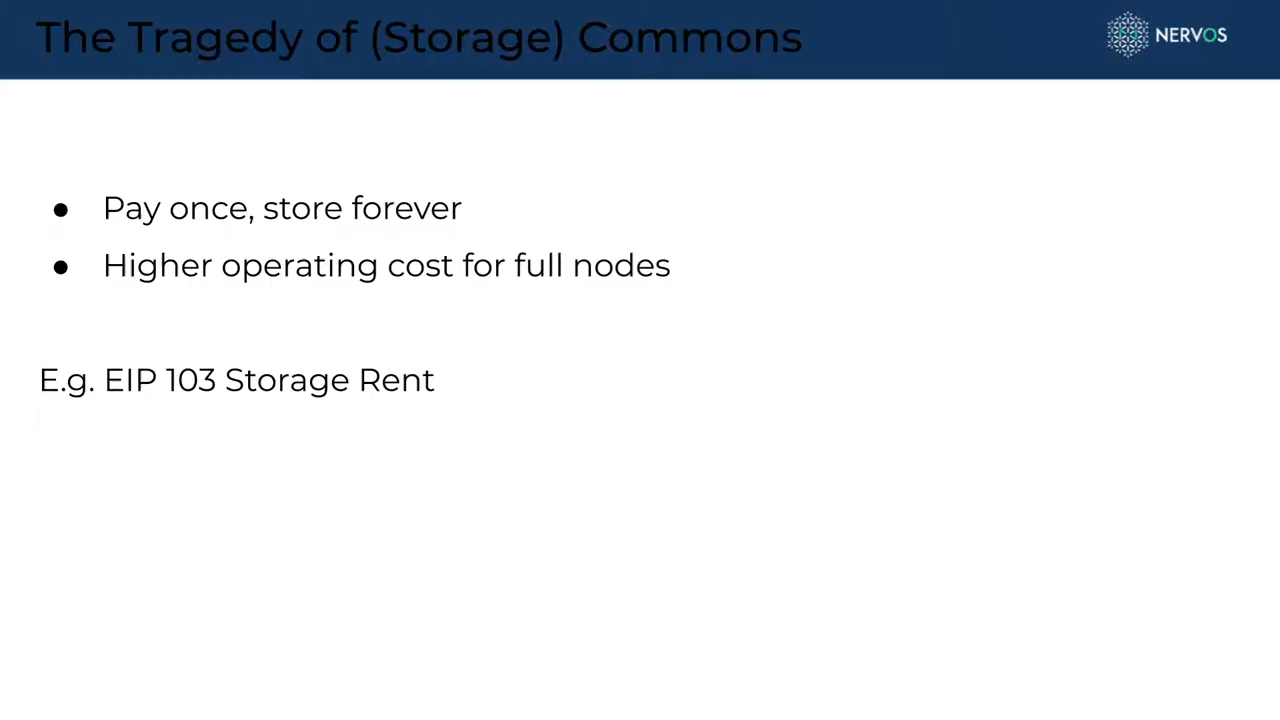 The Tragedy of (Storage) Commons
NERVOS
● Pay once, store forever
● Higher operating cost for full nodes
E.g. EIP 103 Storage Rent